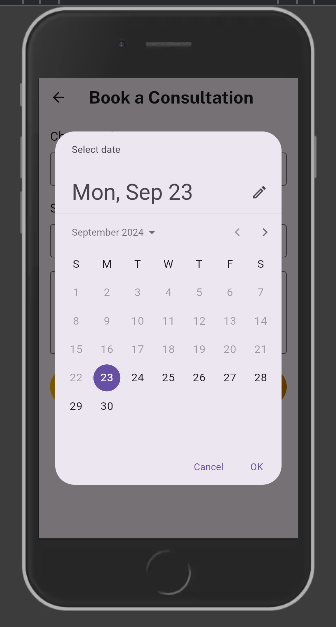 Book a Consultation
Select date
Mon, Sep 23
September 2024
S M T W T F S
1 2 3 4 5 6 7
8 9 10 11 12 13 14
15 16 17 18 19 20 21
22 23 24 25 26 27 28
29 30
Cancel OK